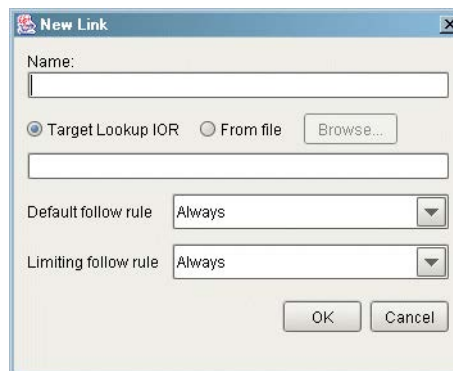 New Link
Name:
Target Lookup IOR From file Browse...
Default follow rule Always
Limiting follow rule Always
OK Cancel